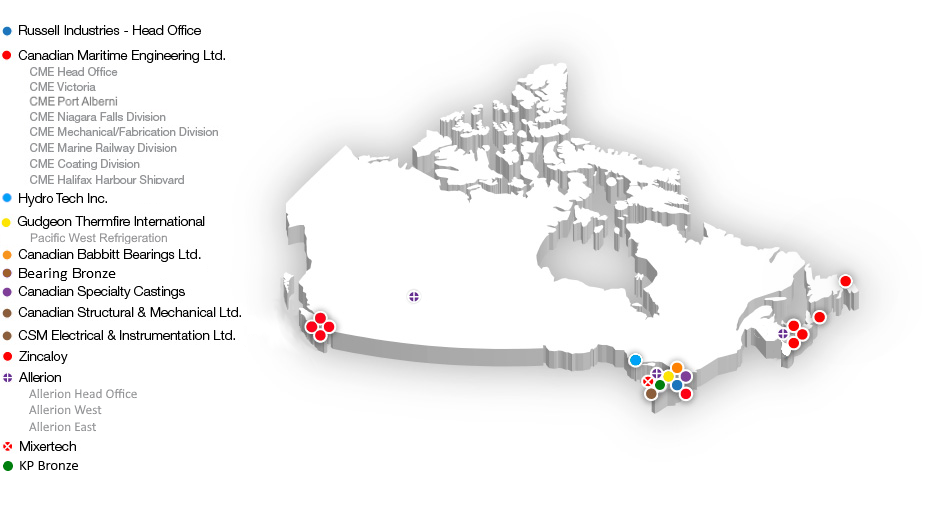 Russell Industries - Head Office
Canadian Maritime Engineering Ltd.
CME Head Office
CME Victoria
CME Port Alberni
CME Niagara Falls Division
CME Mechanical/Fabrication Division
CME Marine Railway Division
CME Coating Division
CME Halifax Harbour Shipyard
Hydro Tech Inc.
Gudgeon Thermfire International
Pacific West Refrigeration
Canadian Babbitt Bearings Ltd.
Bearing Bronze
Canadian Specialty Castings
Canadian Structural & Mechanical Ltd.
CSM Electrical & Instrumentation Ltd.
Zincaloy
Allerion
Allerion Head Office
Allerion West
Allerion East
Mixertech
KP Bronze